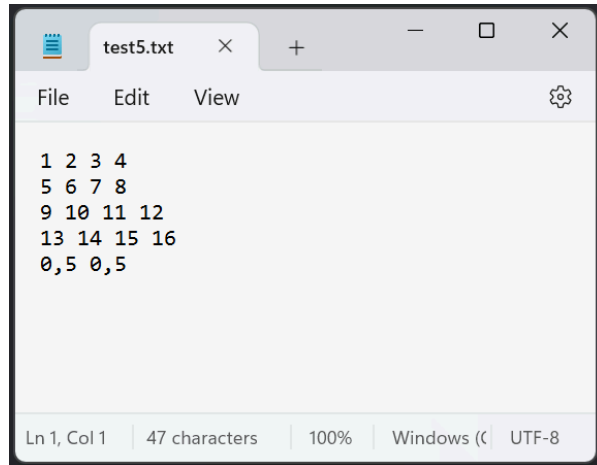 test5.txt
File Edit View
1 2 3 4
5 6 7 8
9 10 11 12
13 14 15 16
0,5 0,5
Ln 1, Col 1 47 characters 100% Windows (C UTF-8